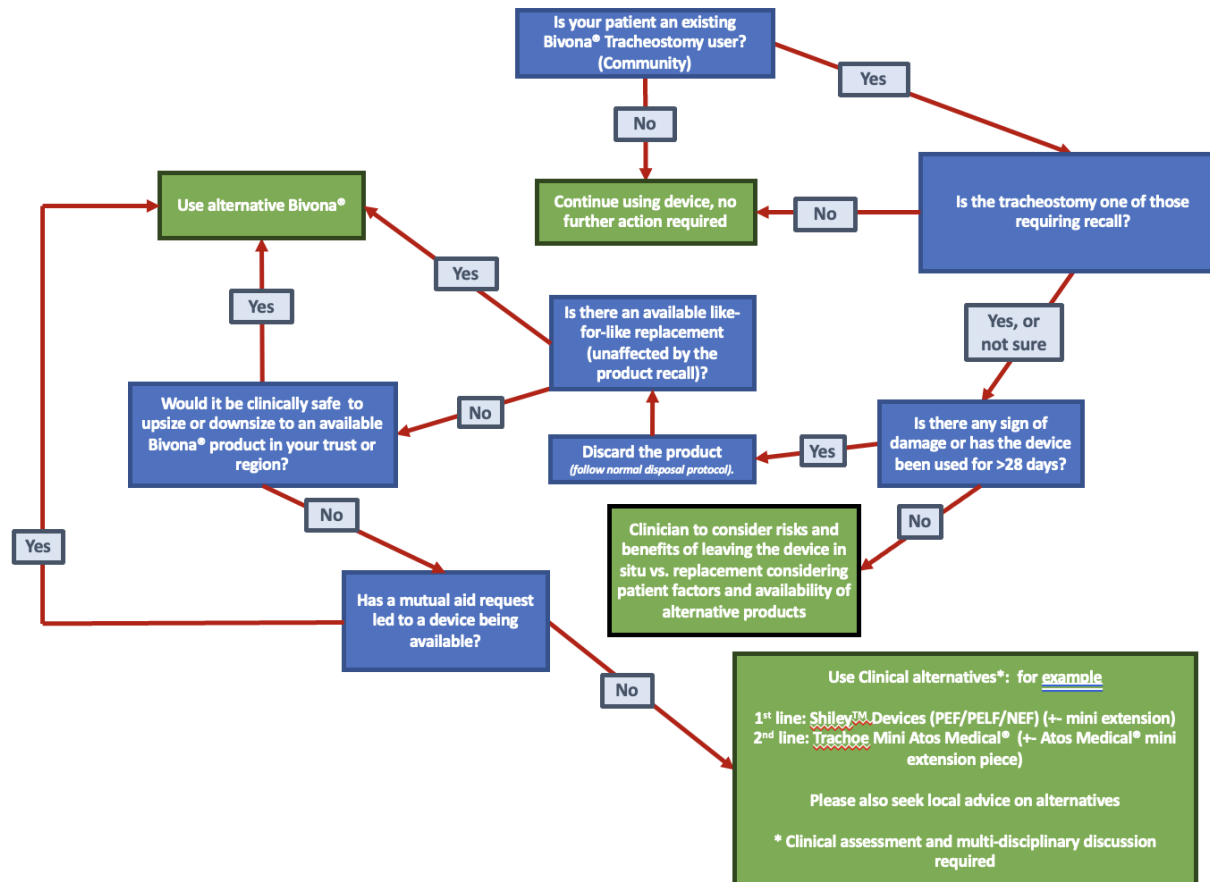 Is your patient an existing
Bivona® Tracheostomy user?
(Community)
Yes
No
Use alternative Bivona®
Continue using device, no
further action required
No
Is the tracheostomy one of those
requiring recall?
Yes
Yes
Is there an available like-
for-like replacement
(unaffected by the
product recall)?
Yes, or
not sure
Would it be clinically safe to
upsize or downsize to an available
Bivona® product in your trust or
region?
No
Discard the product
(follow normal disposal protocol).
Yes
Is there any sign of
damage or has the device
been used for >28 days?
No
No
Yes
Clinician to consider risks and
benefits of leaving the device in
situ vs. replacement considering
patient factors and availability of
alternative products
Has a mutual aid request
led to a device being
available?
No
Use Clinical alternatives*: for example
1st line: Shiley™ Devices (PEF/PELF/NEF) (+- mini extension)
2nd line: Trachoe Mini Atos Medical® (+- Atos Medical® mini
extension piece)
Please also seek local advice on alternatives
* Clinical assessment and multi-disciplinary discussion
required